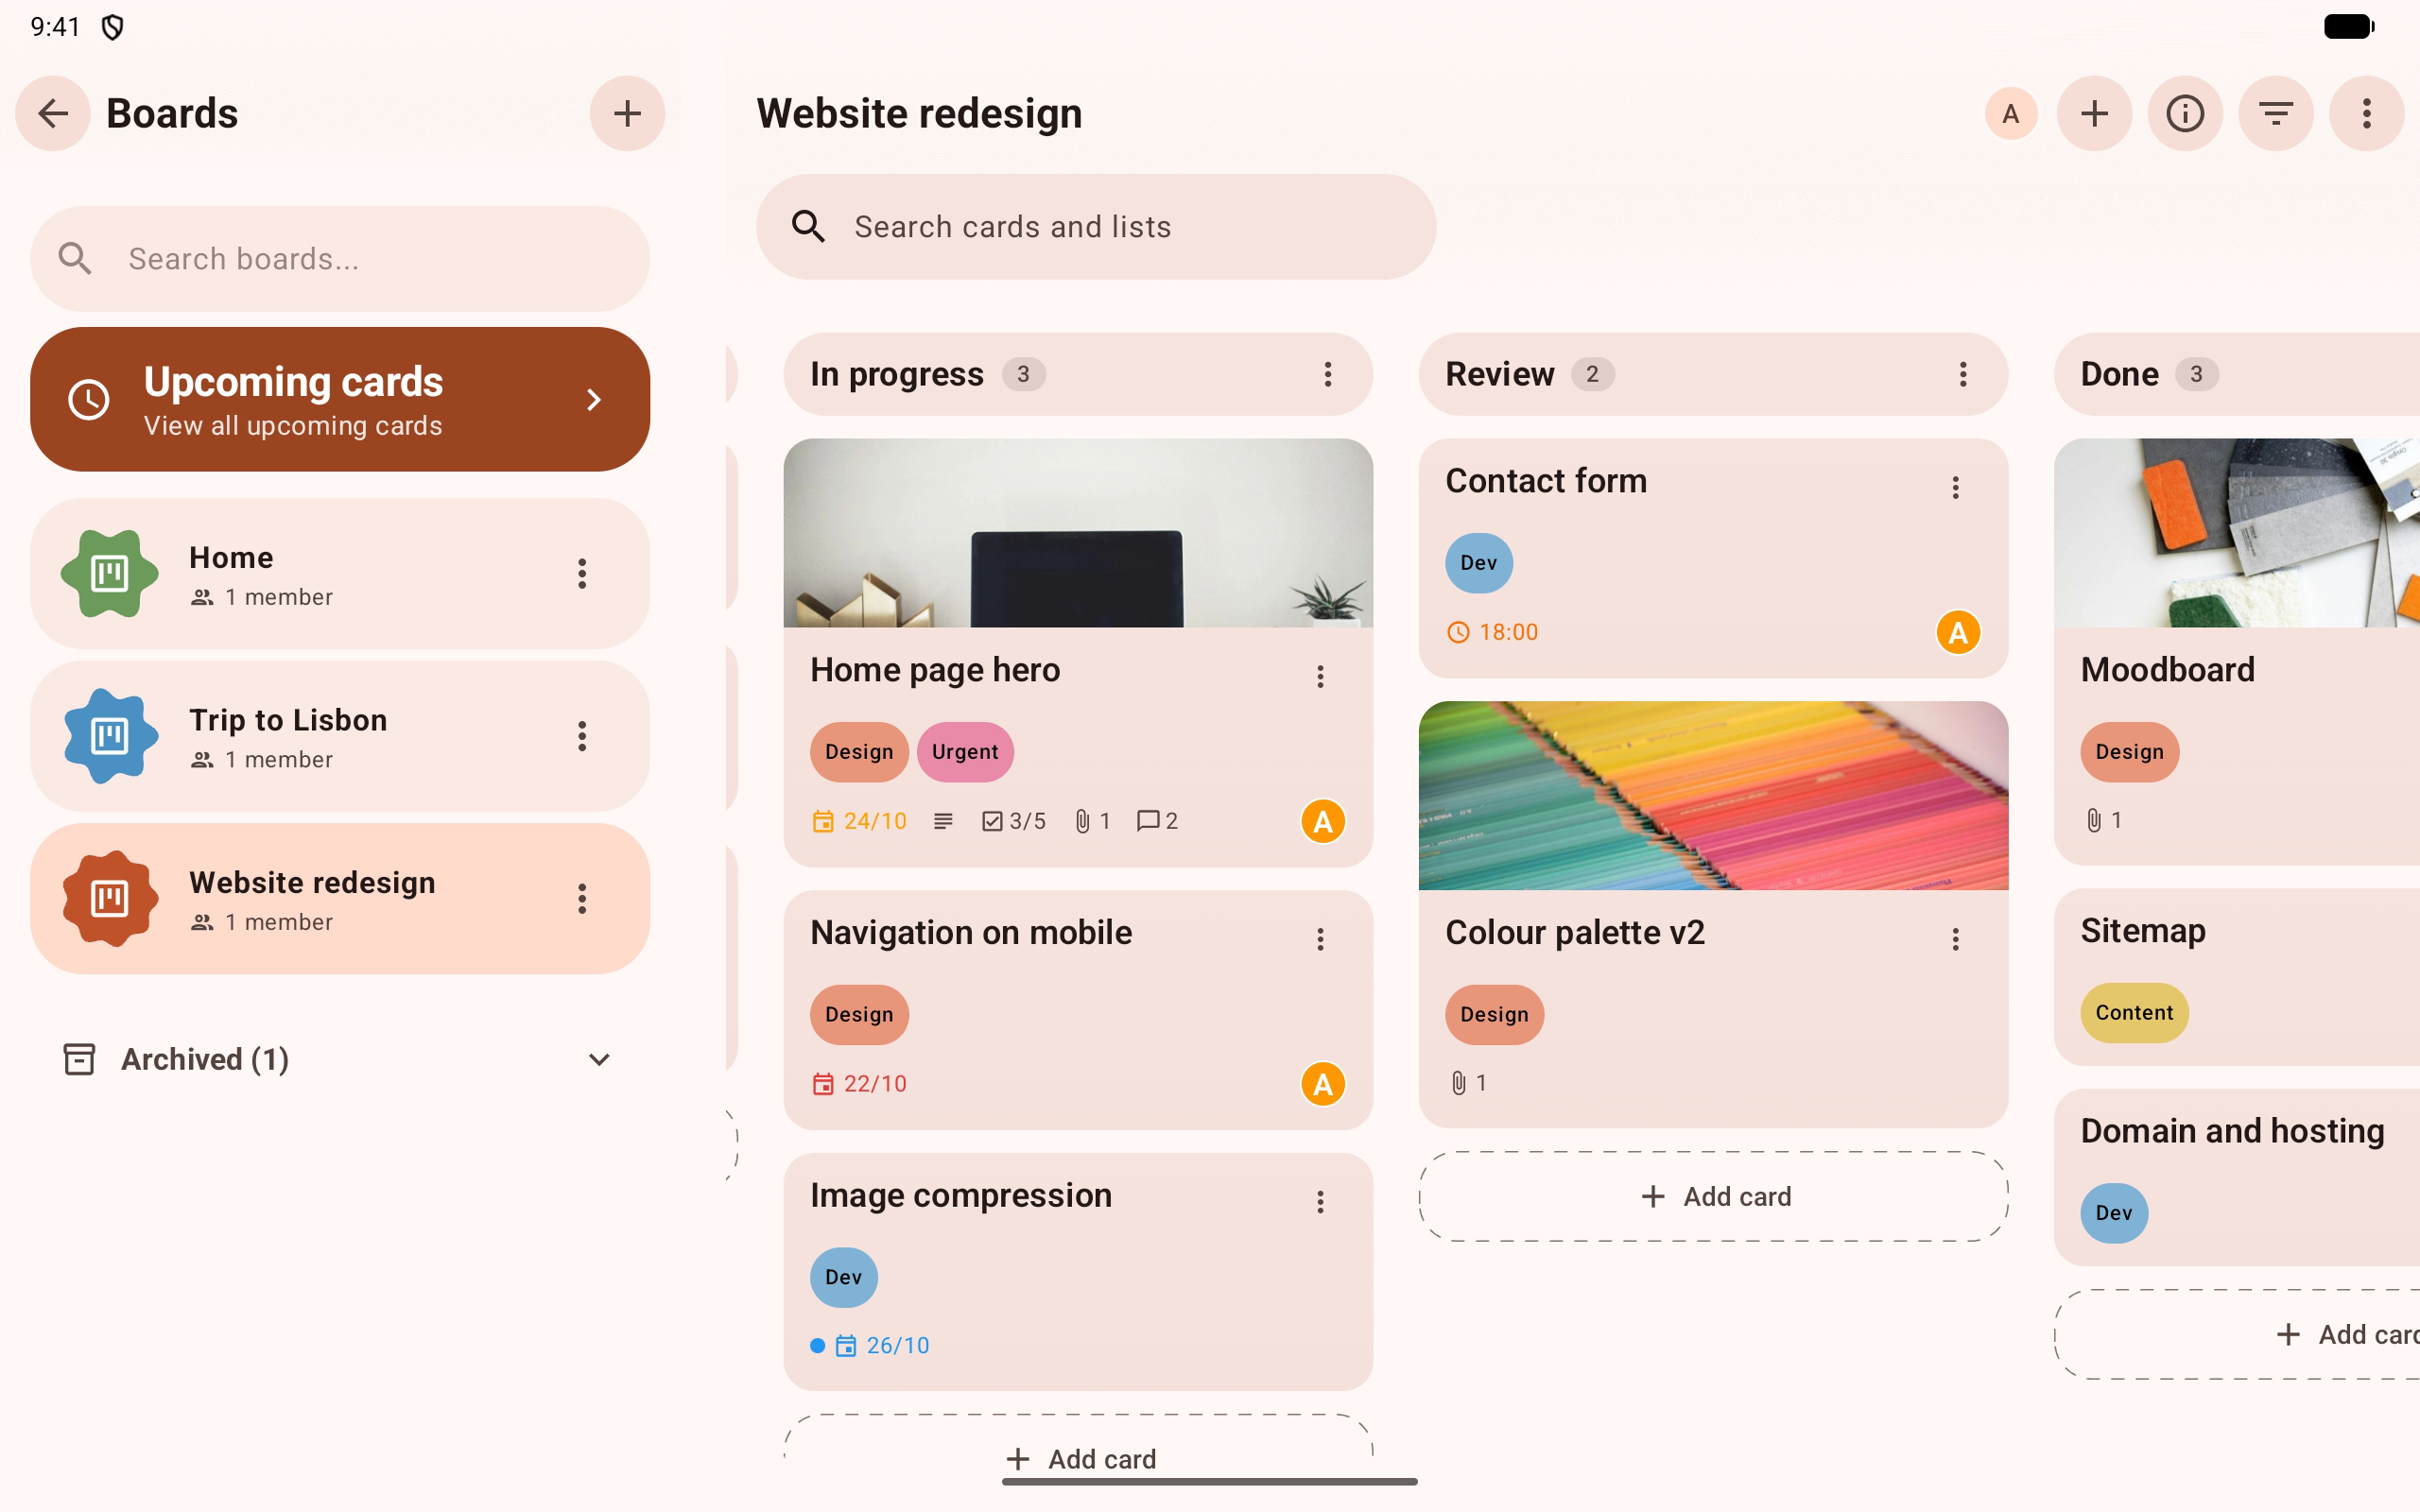 9:41
Boards
Search boards...
Upcoming cards
View all upcoming cards
Home
1 member
Trip to Lisbon
1 member
Website redesign
1 member
Archived (1)
Website redesign
A
Search cards and lists
In progress 3
Home page hero
Design Urgent
24/10 3/5 1 2 A
Navigation on mobile
Design
22/10 A
Image compression
Dev
26/10
Add card
Review 2
Contact form
Dev
18:00 A
Colour palette v2
Design
1
Add card
Done 3
Moodboard
Design
1
Sitemap
Content
Domain and hosting
Dev
Add card